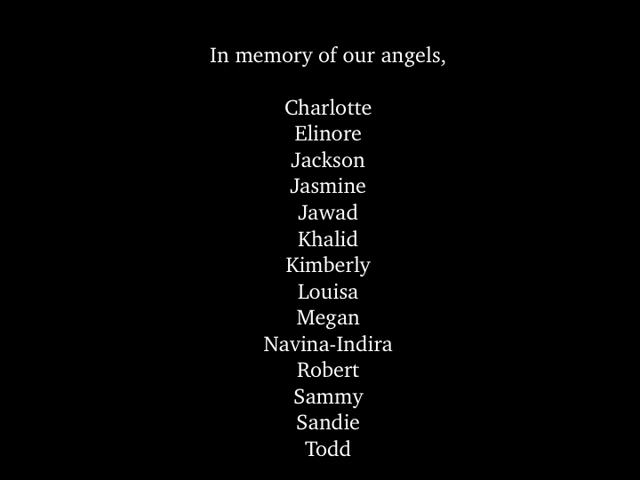 In memory of our angels,
Charlotte
Elinore
Jackson
Jasmine
Jawad
Khalid
Kimberly
Louisa
Megan
Navina-Indira
Robert
Sammy
Sandie
Todd